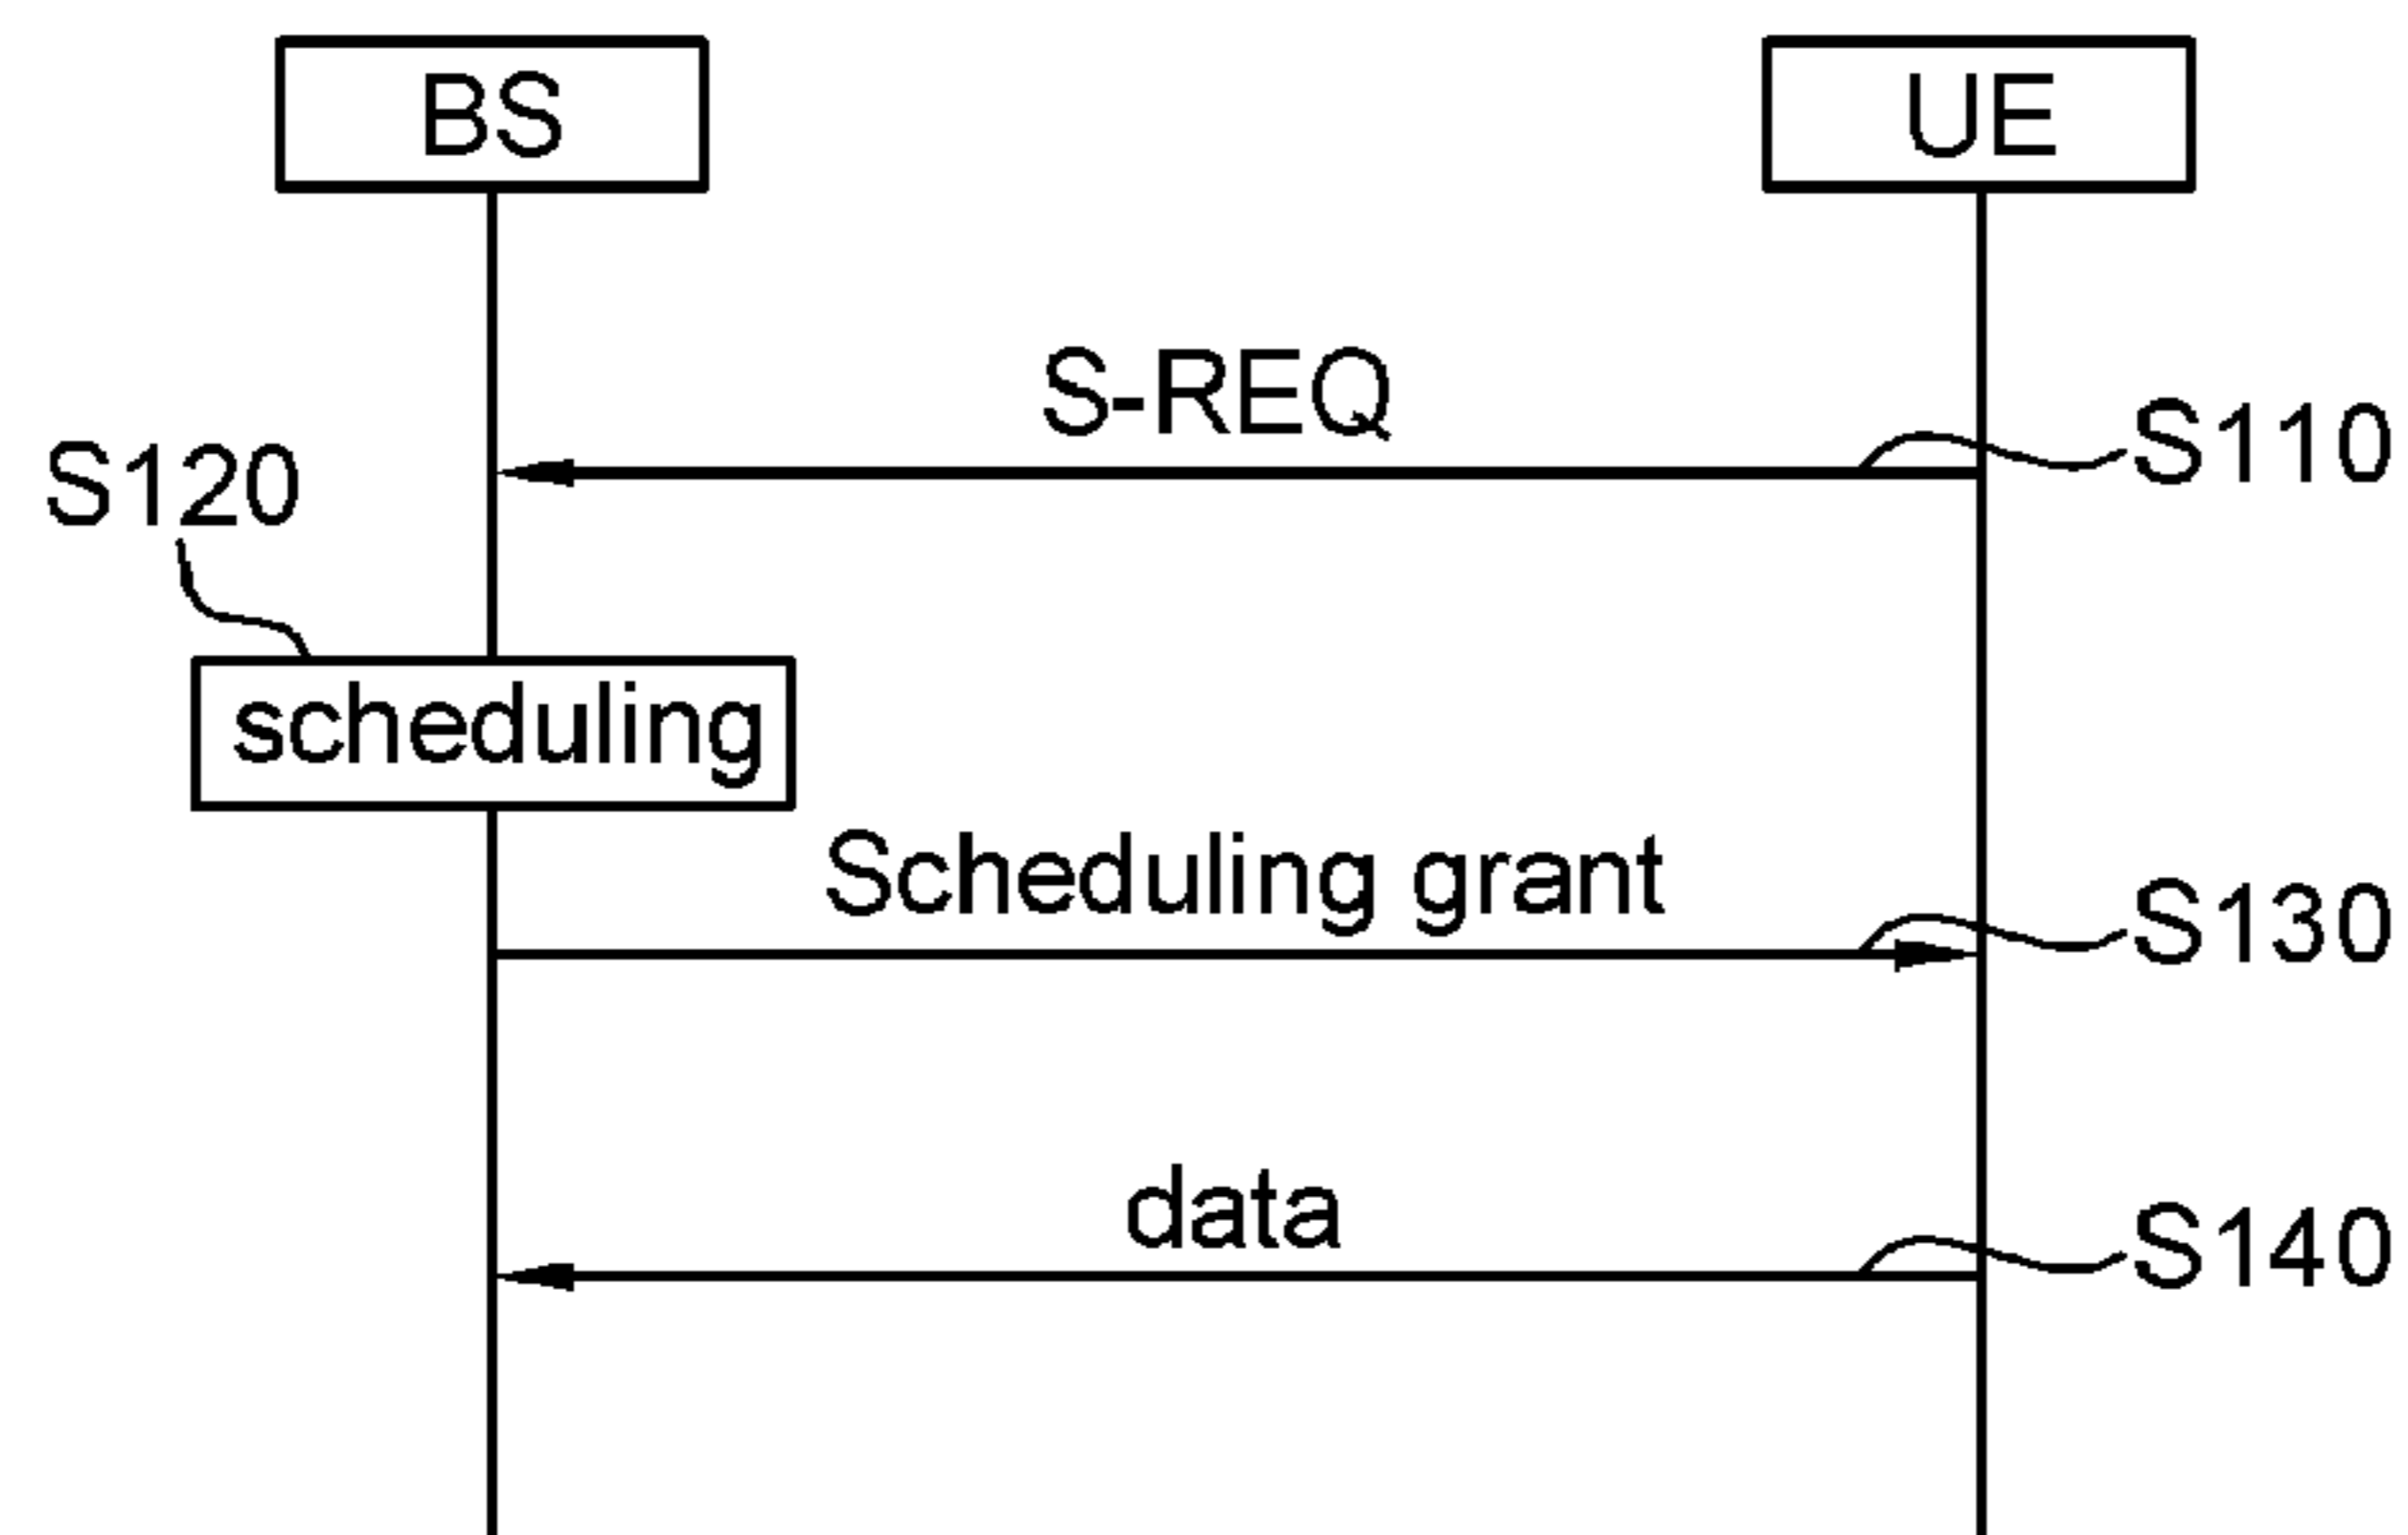 BS
UE
S-REQ
S110
S120
scheduling
Scheduling grant
S130
data
S140